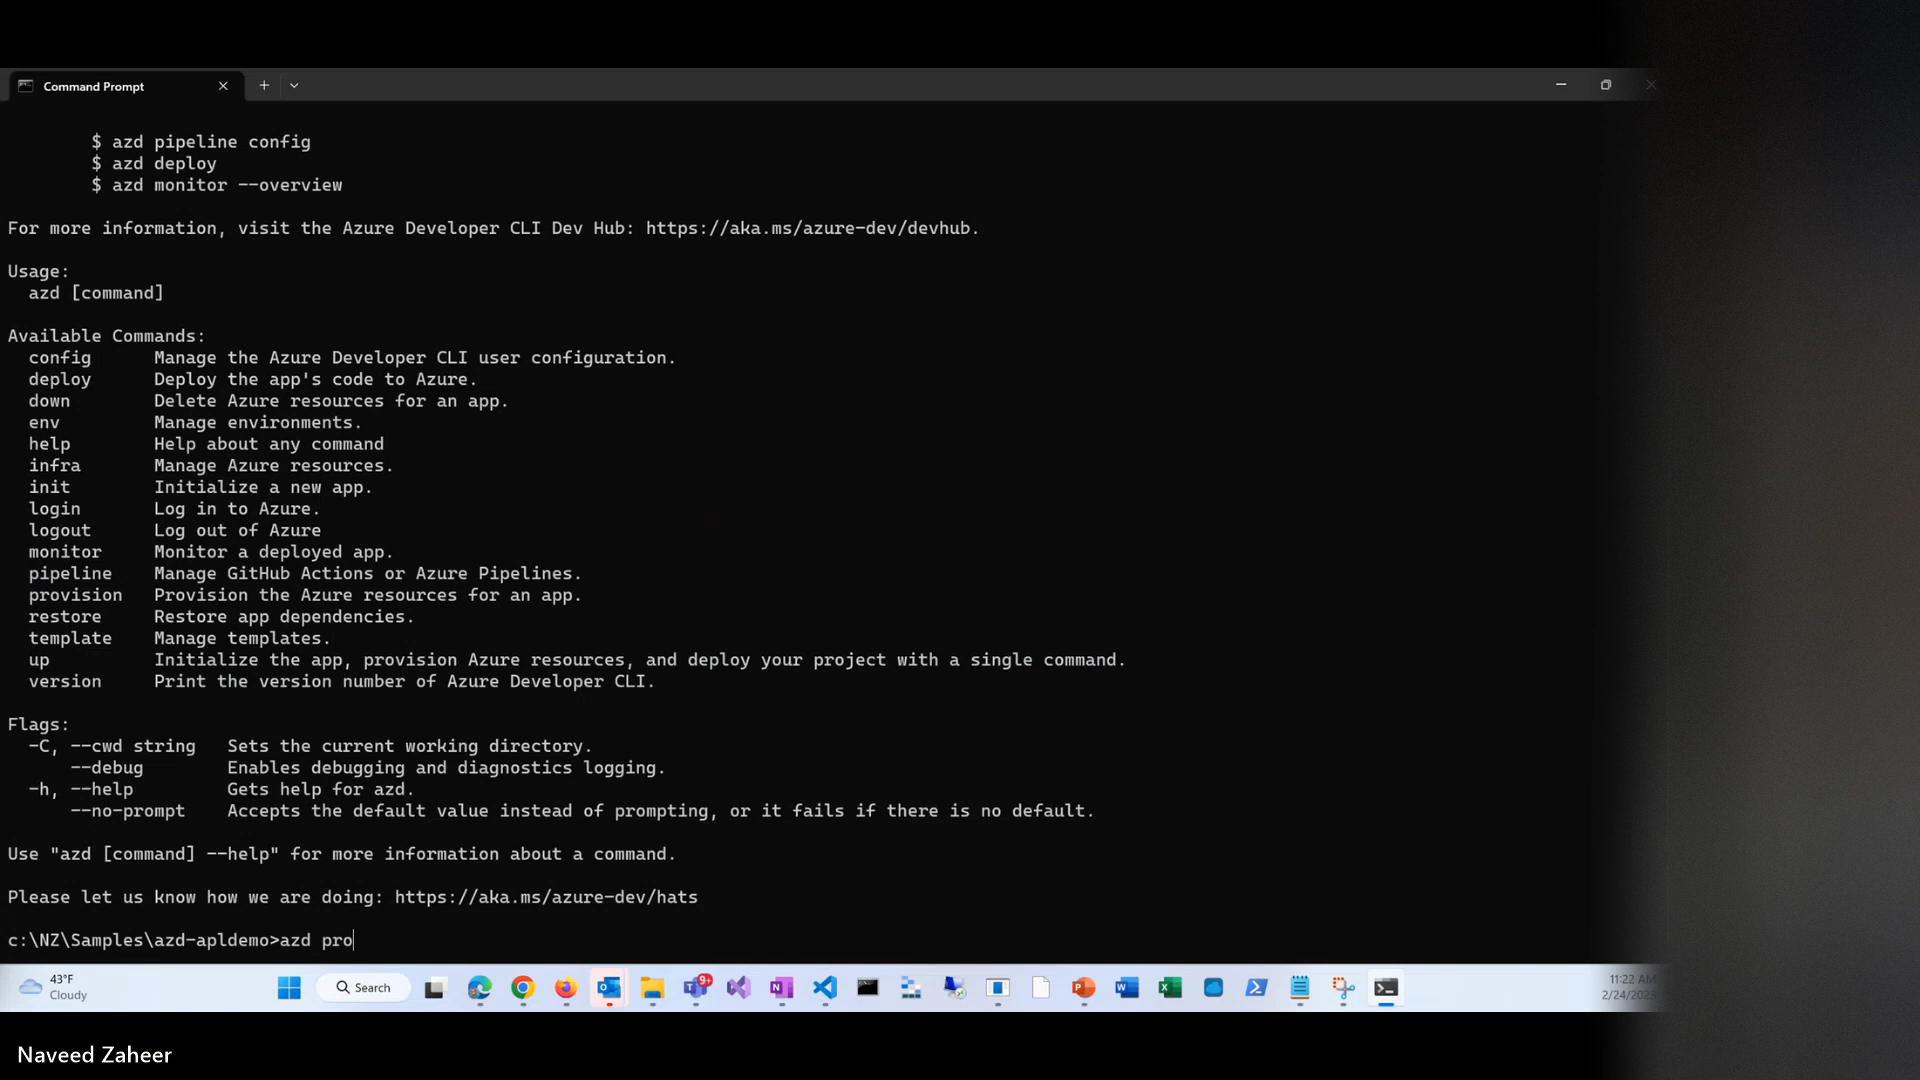 Command Prompt
$ azd pipeline config
$ azd deploy
$ azd monitor --overview
For more information, visit the Azure Developer CLI Dev Hub: https://aka.ms/azure-dev/devhub.
Usage:
azd [command]
Available Commands:
config Manage the Azure Developer CLI user configuration.
deploy Deploy the app's code to Azure.
down Delete Azure resources for an app.
env Manage environments.
help Help about any command
infra Manage Azure resources.
init Initialize a new app.
login Log in to Azure.
logout Log out of Azure
monitor Monitor a deployed app.
pipeline Manage GitHub Actions or Azure Pipelines.
provision Provision the Azure resources for an app.
restore Restore app dependencies.
template Manage templates.
up Initialize the app, provision Azure resources, and deploy your project with a single command.
version Print the version number of Azure Developer CLI.
Flags:
-C, --cwd string Sets the current working directory.
--debug Enables debugging and diagnostics logging.
-h, --help Gets help for azd.
--no-prompt Accepts the default value instead of prompting, or it fails if there is no default.
Use "azd [command] --help" for more information about a command.
Please let us know how we are doing: https://aka.ms/azure-dev/hats
c:\NZ\Samples\azd-apldemo>azd pro
43°F
Cloudy
Search
9+
11:22 AM
2/24/2023
Naveed Zaheer